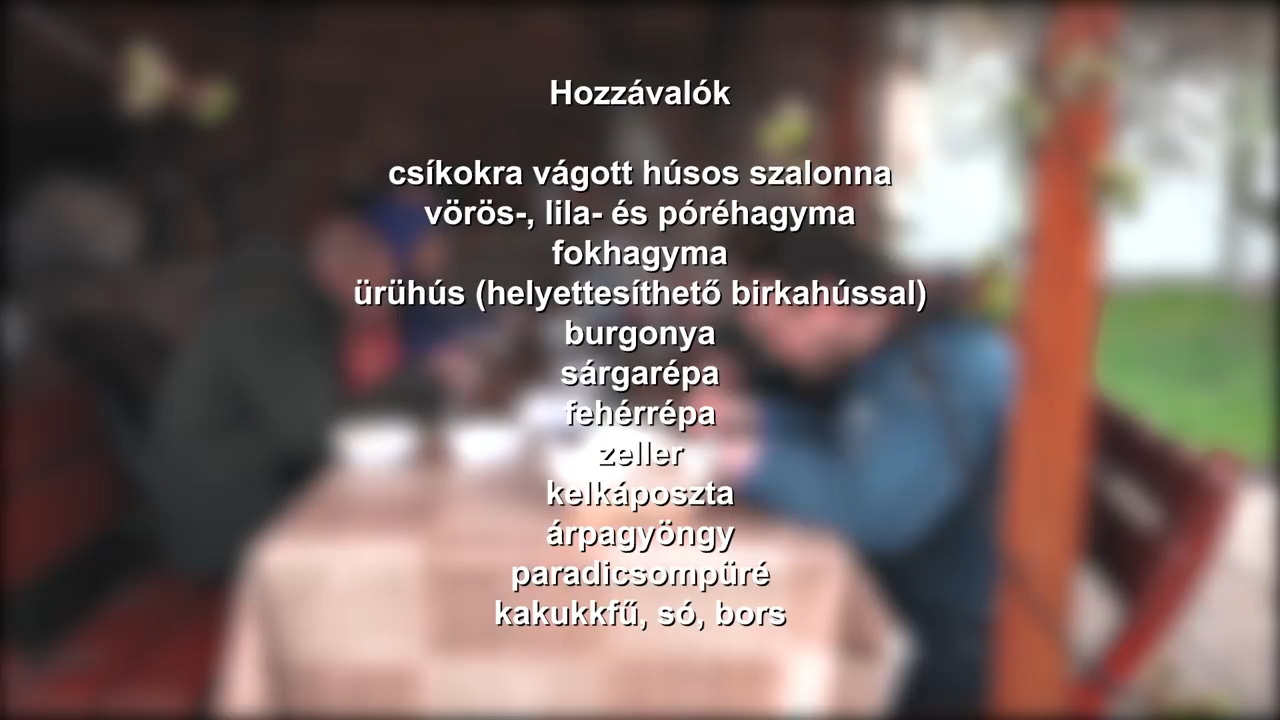 Hozzávalók
csíkokra vágott húsos szalonna
vörös-, lila- és póréhagyma
fokhagyma
ürühús (helyettesíthető birkahússal)
burgonya
sárgarépa
fehérrépa
zeller
kelkáposzta
árpagyöngy
paradicsompüré
kakukkfű, só, bors